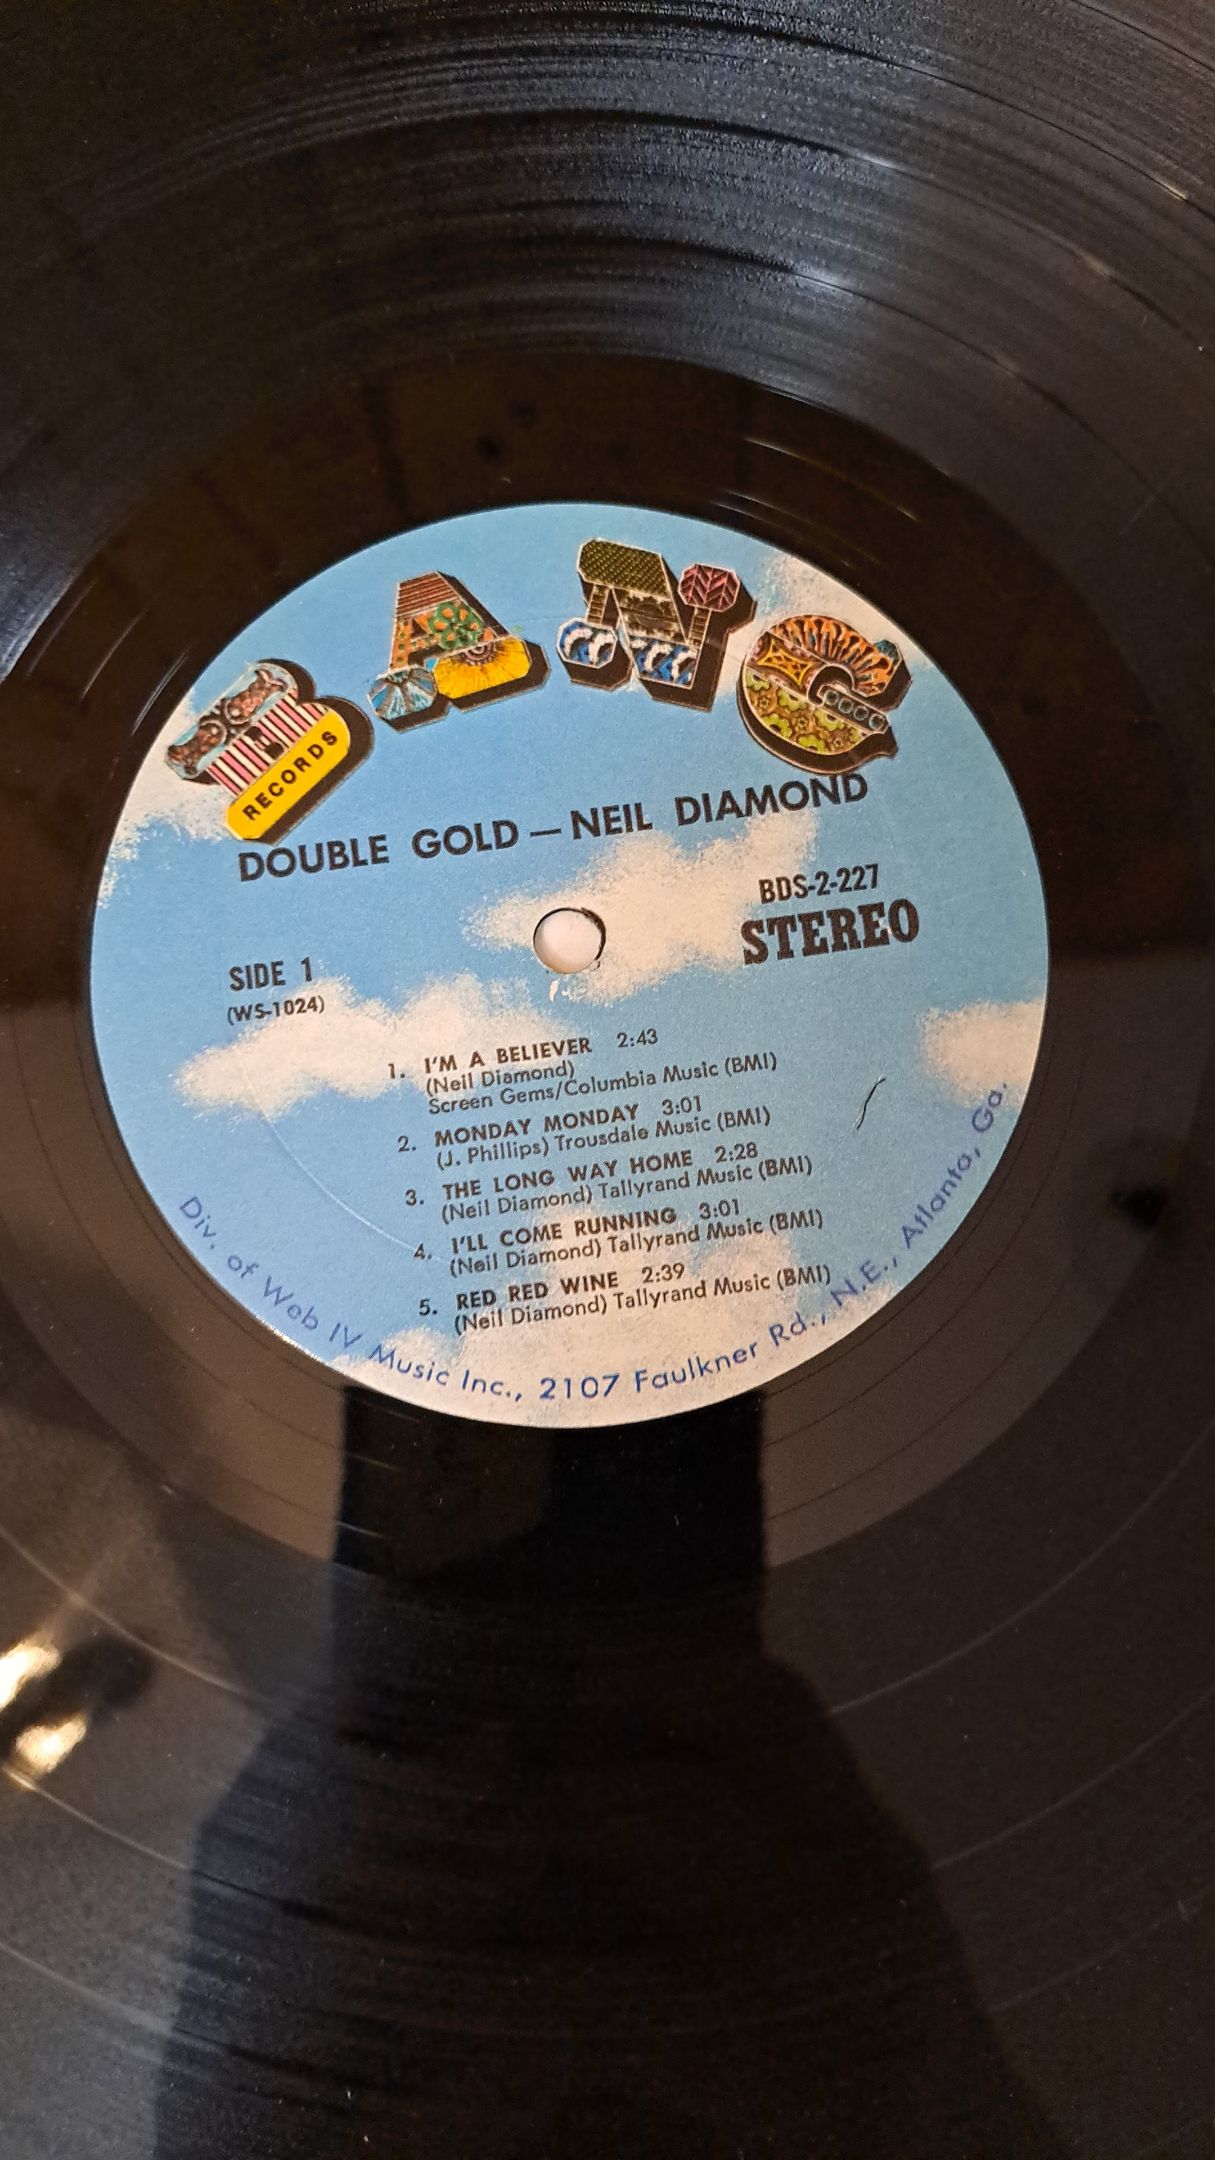 BANG
RECORDS
DOUBLE GOLD — NEIL DIAMOND
BDS-2-227
STEREO
SIDE 1
(WS-1024)
1. I'M A BELIEVER 2:43
(Neil Diamond)
Screen Gems/Columbia Music (BMI)
2. MONDAY MONDAY 3:01
(J. Phillips) Trousdale Music (BMI)
3. THE LONG WAY HOME 2:28
(Neil Diamond) Tallyrand Music (BMI)
4. I'LL COME RUNNING 3:01
(Neil Diamond) Tallyrand Music (BMI)
5. RED RED WINE 2:39
(Neil Diamond) Tallyrand Music (BMI)
Div. of Web IV Music Inc., 2107 Faulkner Rd., N.E., Atlanta, Ga.